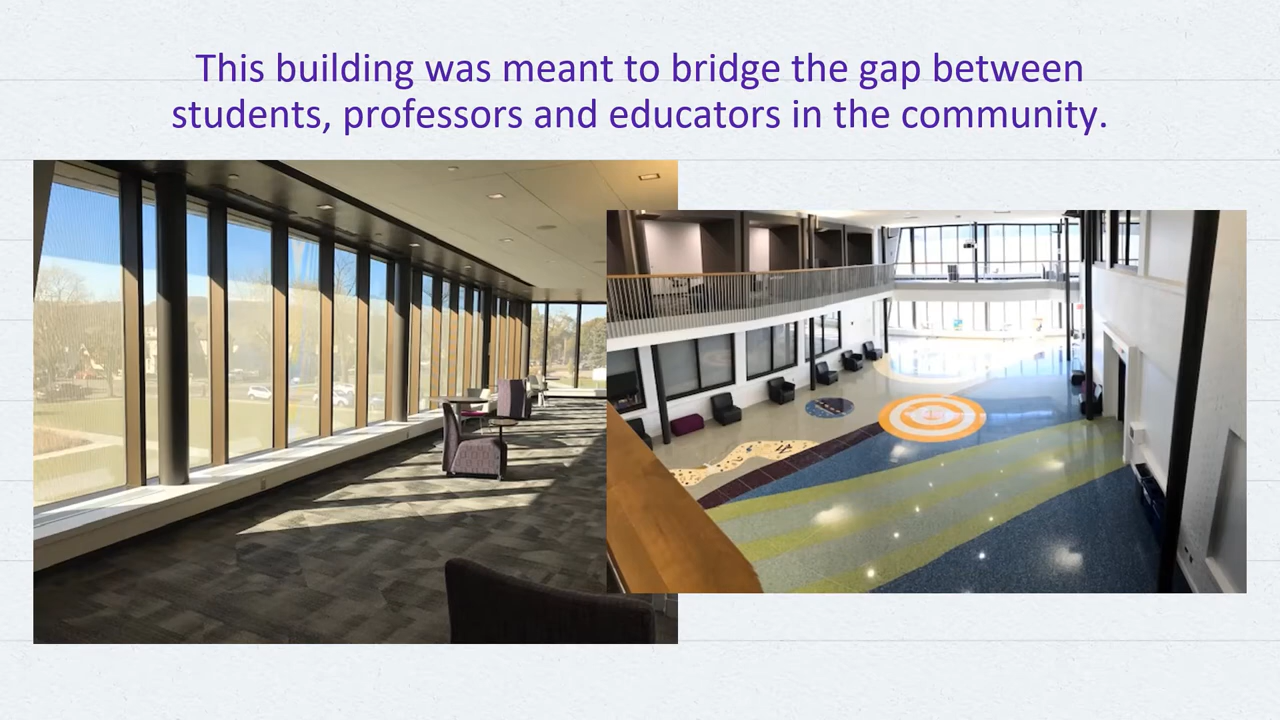 This building was meant to bridge the gap between
students, professors and educators in the community.